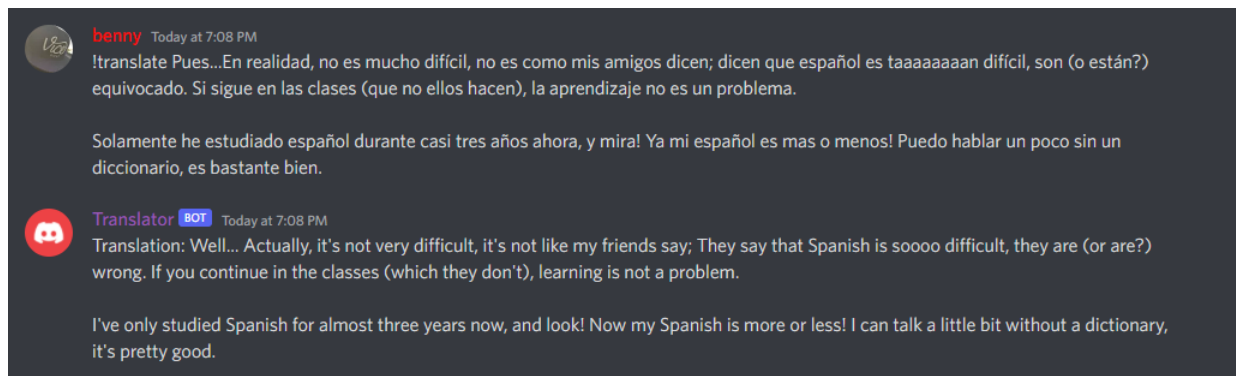 benny Today at 7:08 PM
!translate Pues...En realidad, no es mucho difícil, no es como mis amigos dicen; dicen que español es taaaaaaaan difícil, son (o están?)
equivocado. Si sigue en las clases (que no ellos hacen), la aprendizaje no es un problema.
Solamente he estudiado español durante casi tres años ahora, y mira! Ya mi español es mas o menos! Puedo hablar un poco sin un
diccionario, es bastante bien.
Translator BOT Today at 7:08 PM
Translation: Well... Actually, it's not very difficult, it's not like my friends say; They say that Spanish is soooo difficult, they are (or are?)
wrong. If you continue in the classes (which they don't), learning is not a problem.
I've only studied Spanish for almost three years now, and look! Now my Spanish is more or less! I can talk a little bit without a dictionary,
it's pretty good.